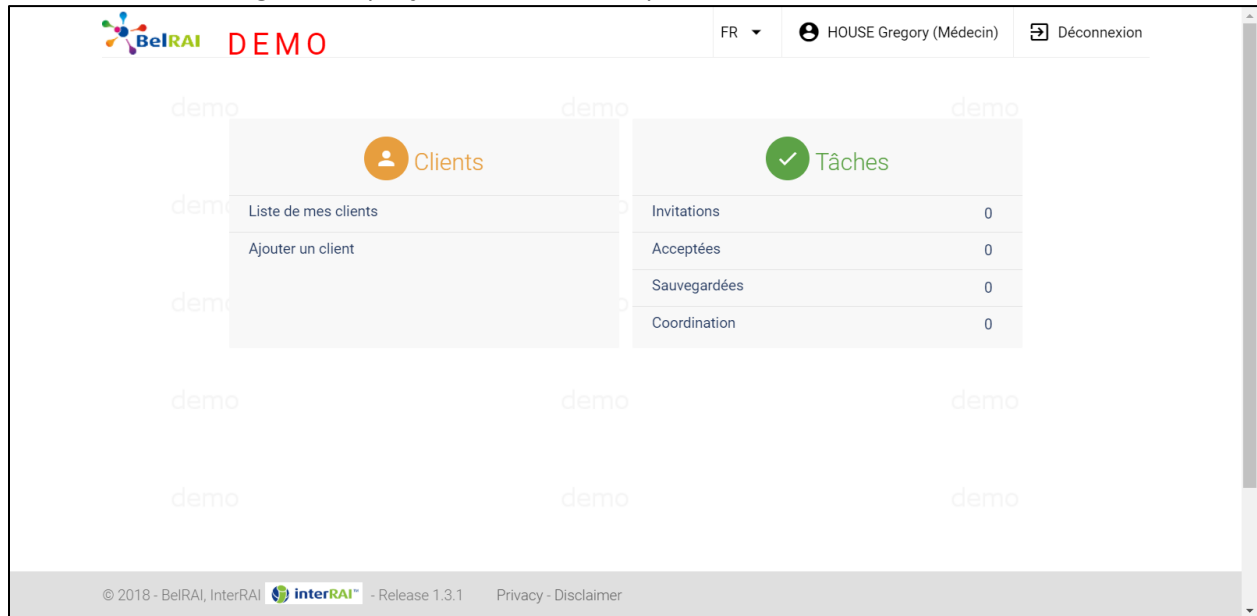 BelRAI DEMO FR HOUSE Gregory (Médecin) Déconnexion
demo demo demo
Clients Tâches
demo
Liste de mes clients Invitations 0
Ajouter un client Acceptées 0
Sauvegardées 0
demo
Coordination 0
demo demo demo
demo demo demo
© 2018 - BelRAI, InterRAI interRAI™ - Release 1.3.1 Privacy - Disclaimer